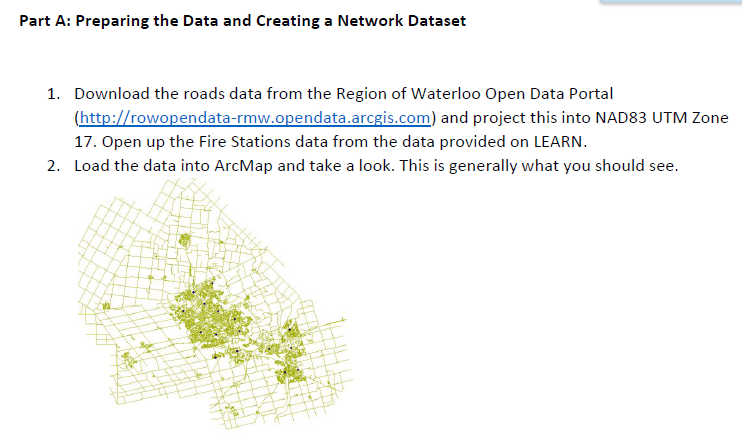 Part A: Preparing the Data and Creating a Network Dataset
1. Download the roads data from the Region of Waterloo Open Data Portal
(http://rowopendata-rmw.opendata.arcgis.com) and project this into NAD83 UTM Zone
17. Open up the Fire Stations data from the data provided on LEARN.
2. Load the data into ArcMap and take a look. This is generally what you should see.